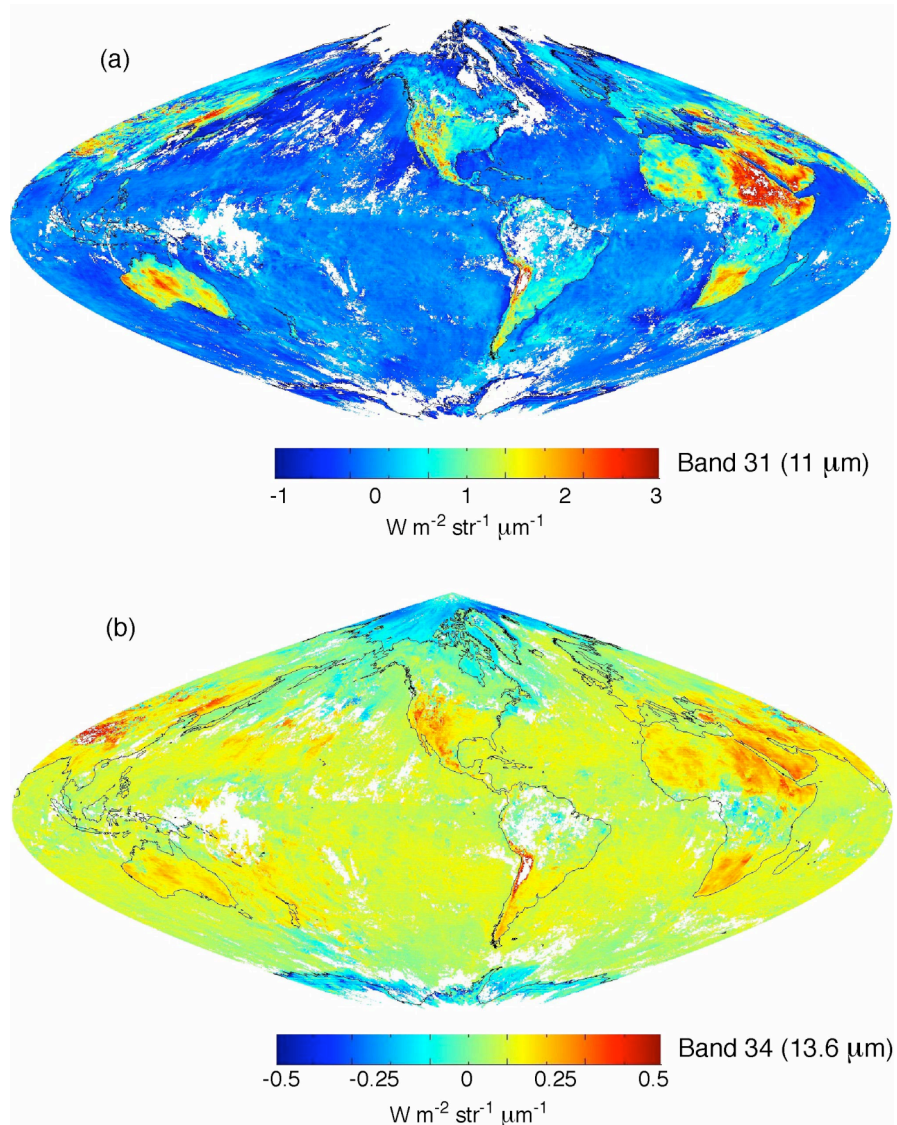 (a)
Band 31 (11 μm)
-1 0 1 2 3
W m⁻² str⁻¹ μm⁻¹
(b)
Band 34 (13.6 μm)
-0.5 -0.25 0 0.25 0.5
W m⁻² str⁻¹ μm⁻¹